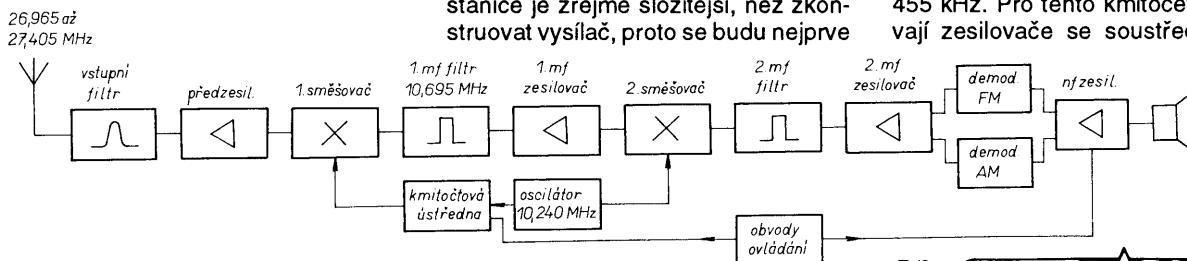 stanice je zřejmě složitější, než zkon-
struovat vysílač, proto se budu nejprve
455 kHz. Pro tento kmitočet
vají zesilovače se
26,965 až
27,405 MHz
vstupní
filtr
předzesil.
1.směšovač
1.mf filtr
10,695 MHz
1.mf
zesilovač
2.směšovač
2.mf
filtr
2.mf
zesilovač
demod.
FM
demod.
AM
nf zesil.
kmitočtová
ústředna
oscilátor
10,240 MHz
obvody
ovládání